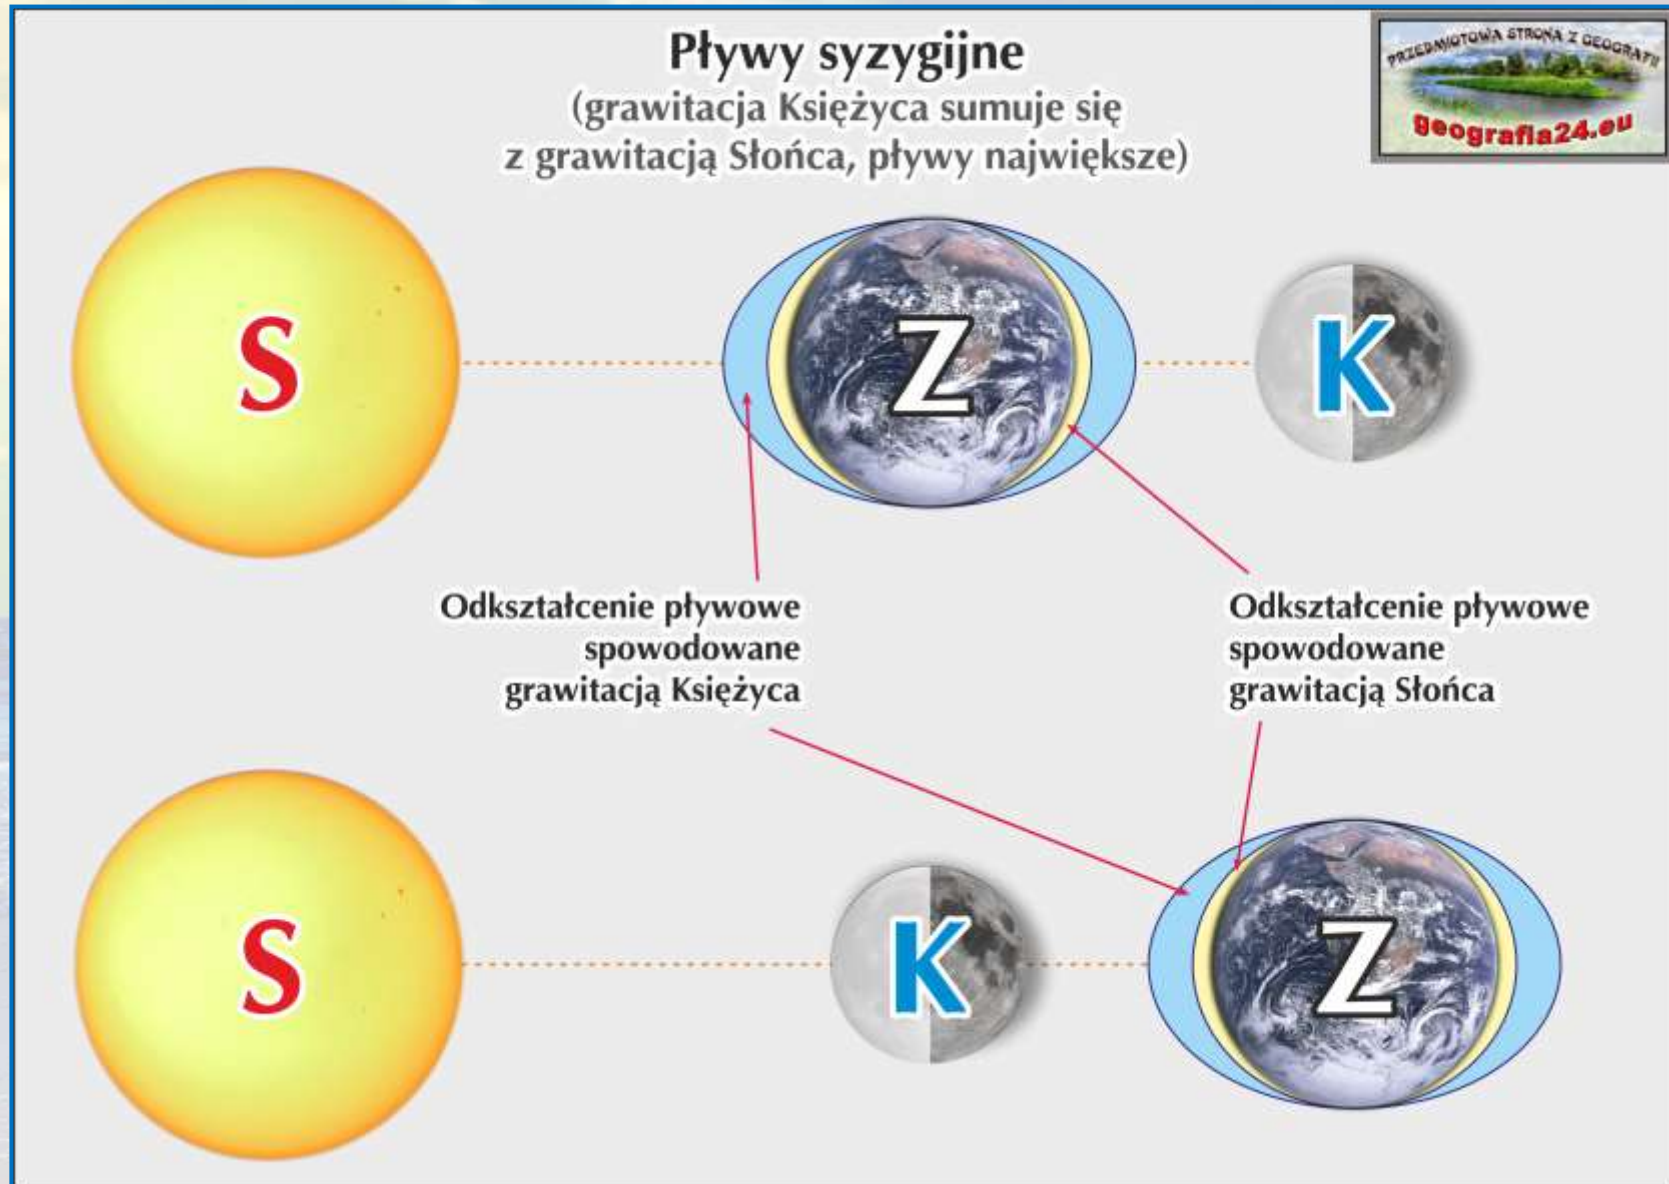 Pływy syzygijne
(grawitacja Księżyca sumuje się
z grawitacją Słońca, pływy największe)
PRZEDMIOTOWA STRONA Z GEOGRAFII
geografia24.eu
S
Z
K
Odkształcenie pływowe
spowodowane
grawitacją Księżyca
Odkształcenie pływowe
spowodowane
grawitacją Słońca
S
K
Z